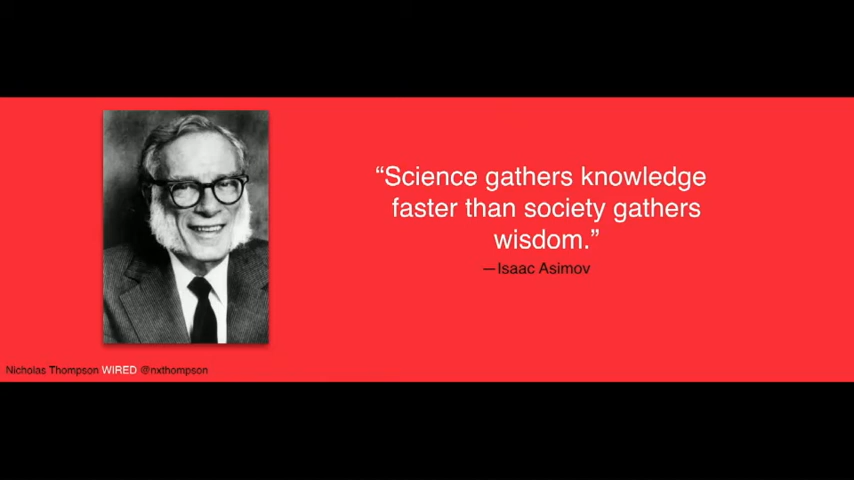 “Science gathers knowledge
faster than society gathers
wisdom.”
—Isaac Asimov
Nicholas Thompson WIRED @nxthompson